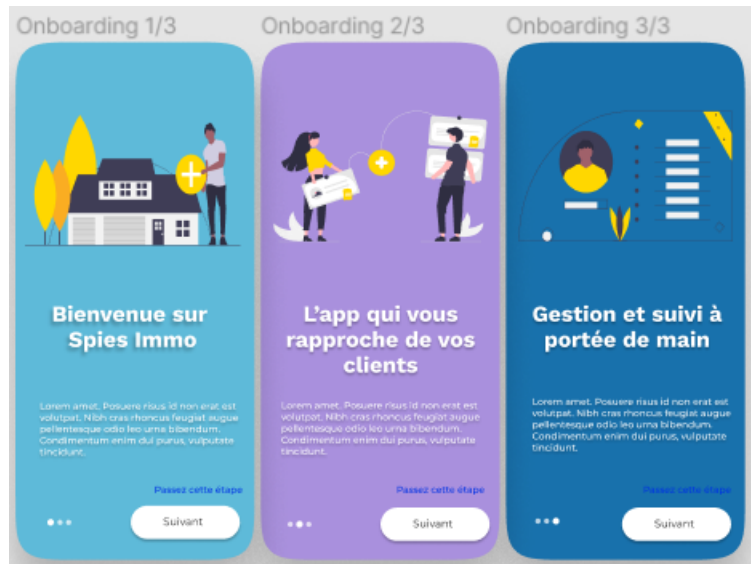 Onboarding 1/3
Bienvenue sur
Spies Immo
Lorem amet. Posuere risus id non erat est
volutpat. Nibh cras rhoncus feugiat augue
pellentesque odio leo urna bibendum.
Condimentum enim dui purus, vulputate
tincidunt.
Passez cette étape
Suivant
Onboarding 2/3
L'app qui vous
rapproche de vos
clients
Lorem amet. Posuere risus id non erat est
volutpat. Nibh cras rhoncus feugiat augue
pellentesque odio leo urna bibendum.
Condimentum enim dui purus, vulputate
tincidunt.
Passez cette étape
Suivant
Onboarding 3/3
Gestion et suivi à
portée de main
Lorem amet. Posuere risus id non erat est
volutpat. Nibh cras rhoncus feugiat augue
pellentesque odio leo urna bibendum.
Condimentum enim dui purus, vulputate
tincidunt.
Passez cette étape
Suivant